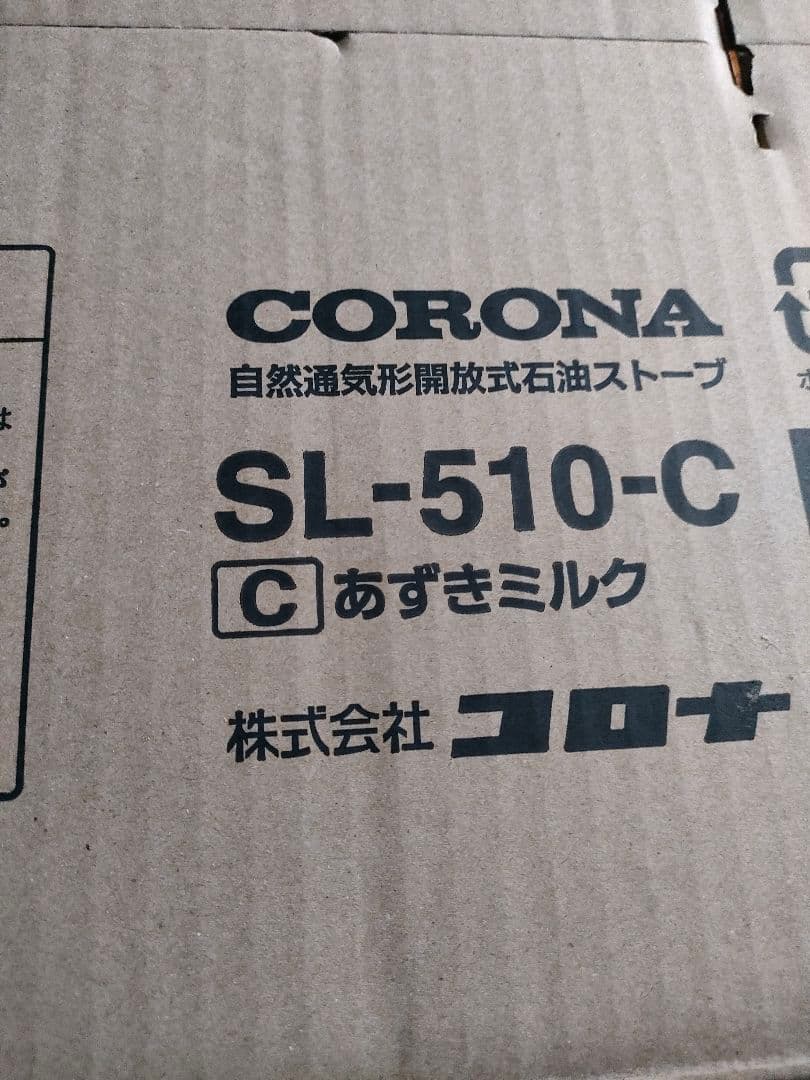 CORONA
自然通気形開放式石油ストーブ
SL-510-C
C あずきミルク
株式会社 コロナ
は
。